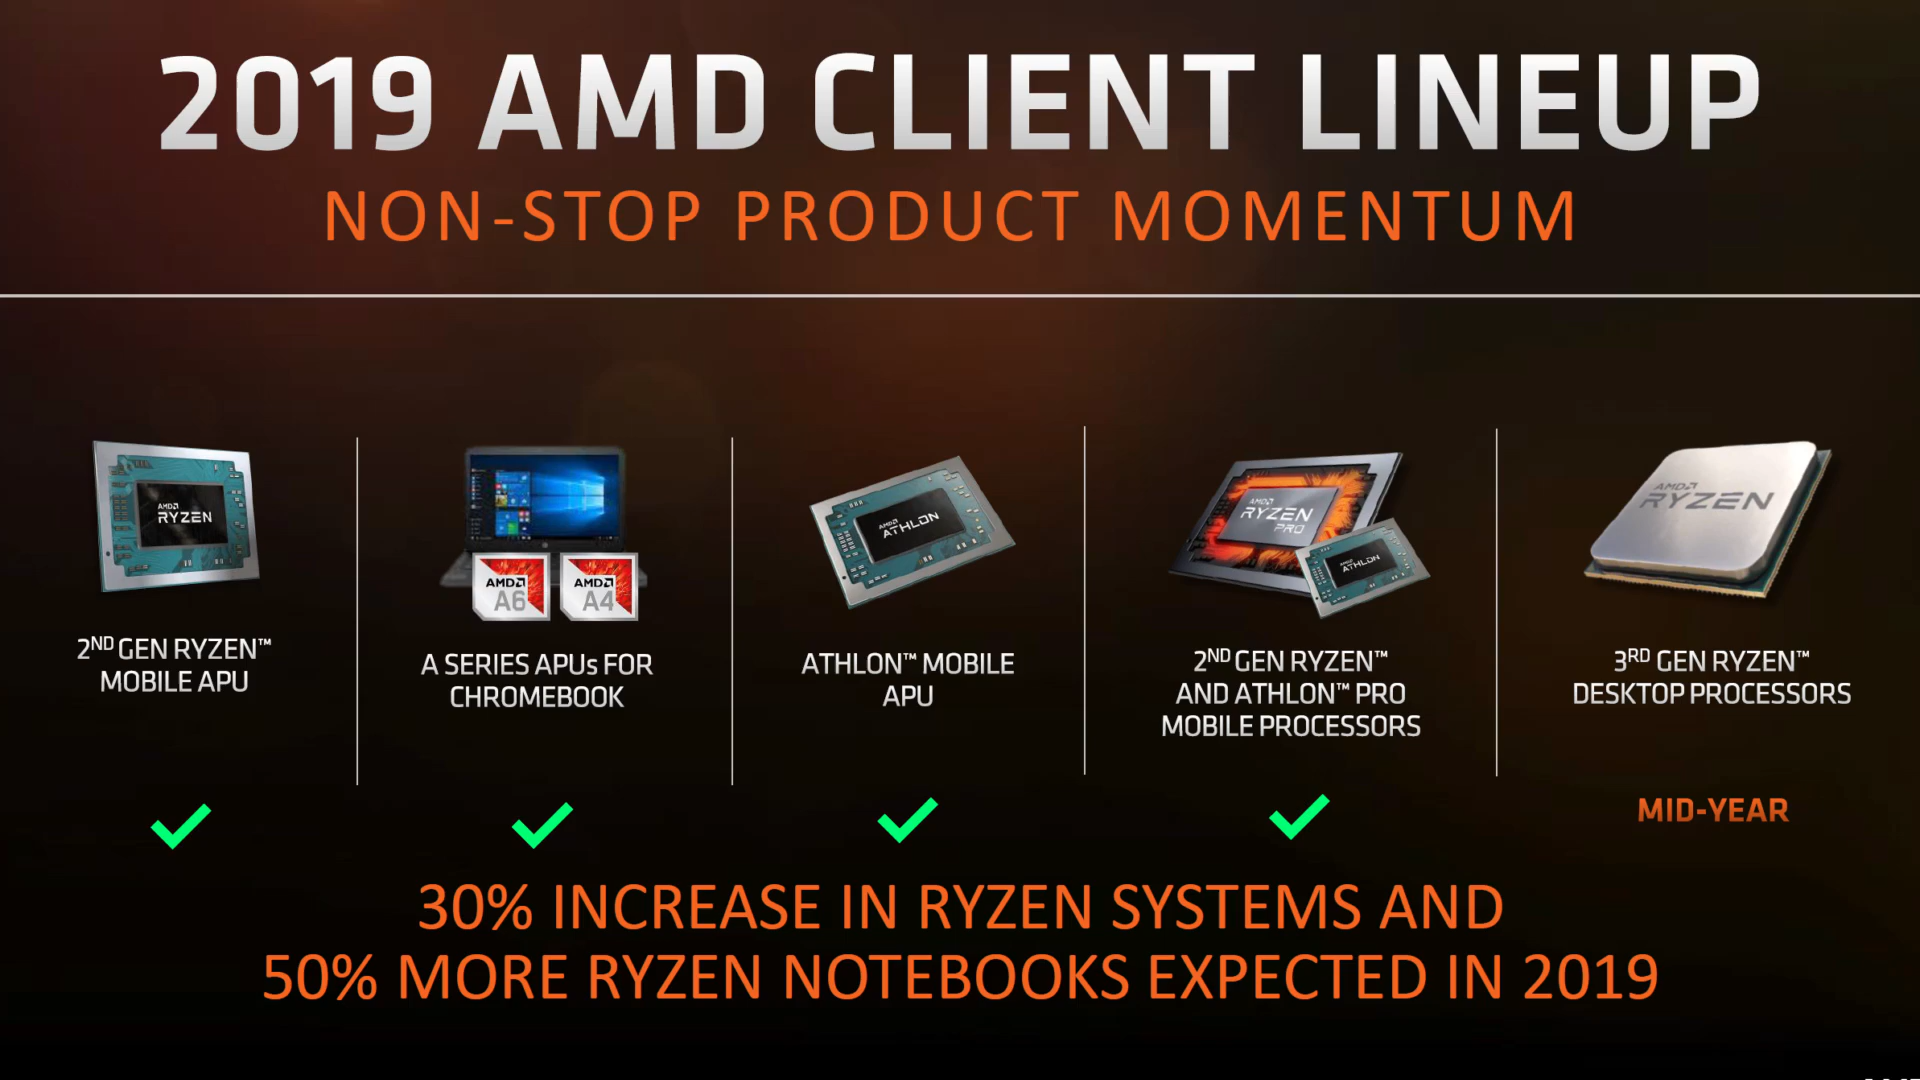 2019 AMD CLIENT LINEUP
NON-STOP PRODUCT MOMENTUM
AMD
RYZEN
2ND GEN RYZEN™
MOBILE APU
AMD
A6
AMD
A4
A SERIES APUs FOR
CHROMEBOOK
AMD
ATHLON
ATHLON™ MOBILE
APU
AMD
RYZEN
PRO
AMD
ATHLON
2ND GEN RYZEN™
AND ATHLON™ PRO
MOBILE PROCESSORS
AMD
RYZEN
3RD GEN RYZEN™
DESKTOP PROCESSORS
MID-YEAR
30% INCREASE IN RYZEN SYSTEMS AND
50% MORE RYZEN NOTEBOOKS EXPECTED IN 2019